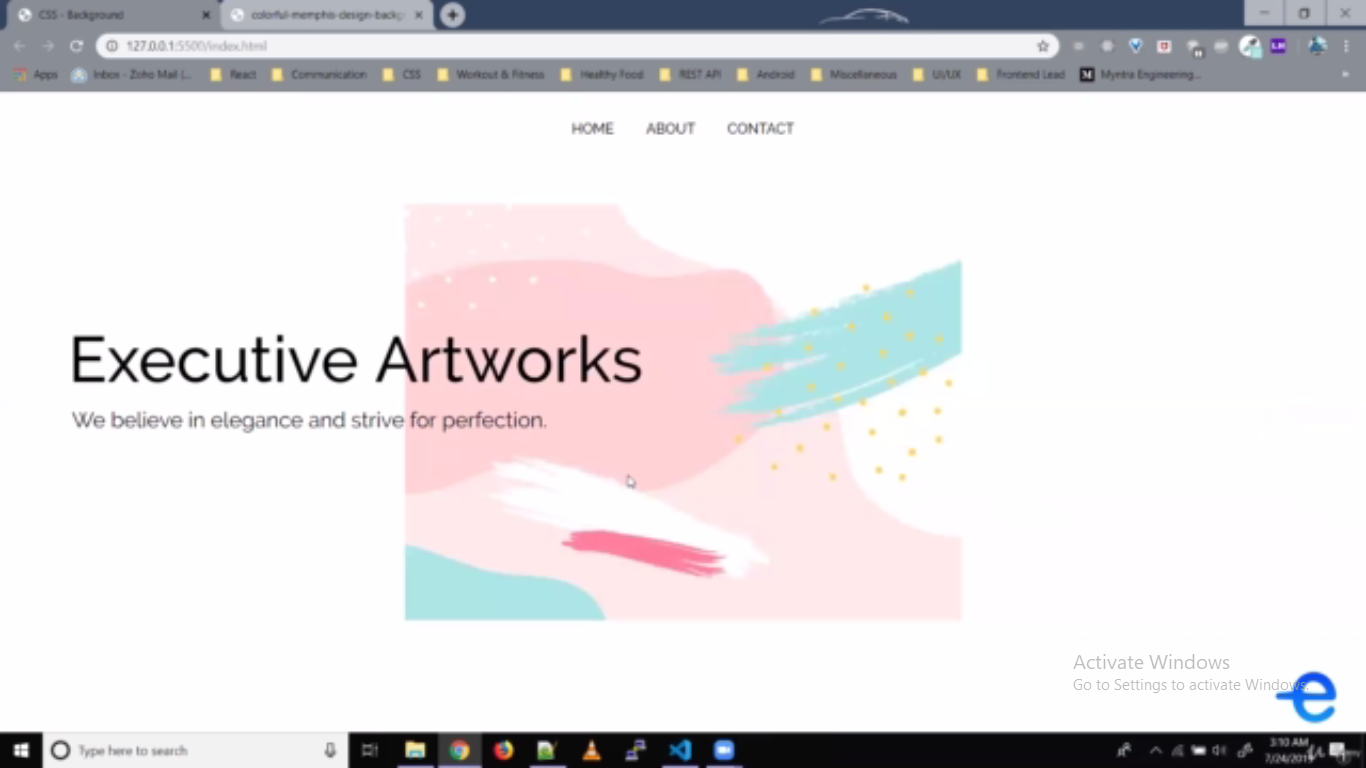 CSS - Background
colorful-memphis-design-backg
127.0.0.1:5500/index.html
Apps
Inbox - Zoho Mail (...
React
Communication
CSS
Workout & Fitness
Healthy Food
REST API
Android
Miscellaneous
UI/UX
Frontend Lead
M
Myntra Engineering...
HOME ABOUT CONTACT
Executive Artworks
We believe in elegance and strive for perfection.
Activate Windows
Go to Settings to activate Windows.
Type here to search
3:10 AM